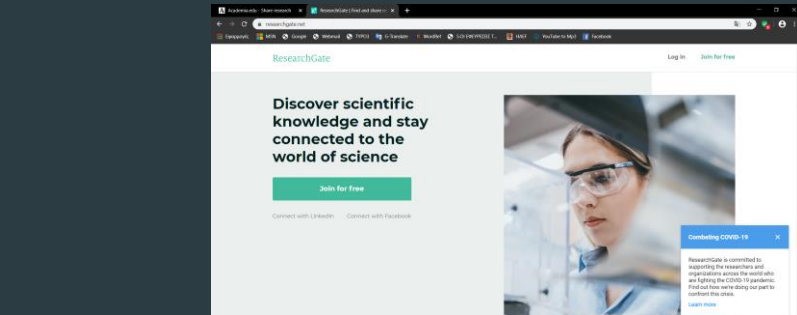 Academia.edu - Share research
ResearchGate | Find and share re
researchgate.net
Εφαρμογές MSN Google Webmail TYPO3 G-Translate WordRef HAEF YouTube to Mp3 Facebook
ResearchGate
Log in Join for free
Discover scientific
knowledge and stay
connected to the
world of science
Join for free
Connect with LinkedIn Connect with Facebook
Combating COVID-19
ResearchGate is committed to
supporting the researchers and
organizations across the world who
are fighting the COVID-19 pandemic.
Find out how we're doing our part to
confront this crisis.
Learn more